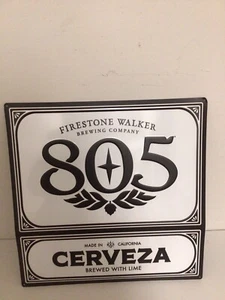 FIRESTONE WALKER
BREWING COMPANY
805
MADE IN CALIFORNIA
CERVEZA
BREWED WITH LIME